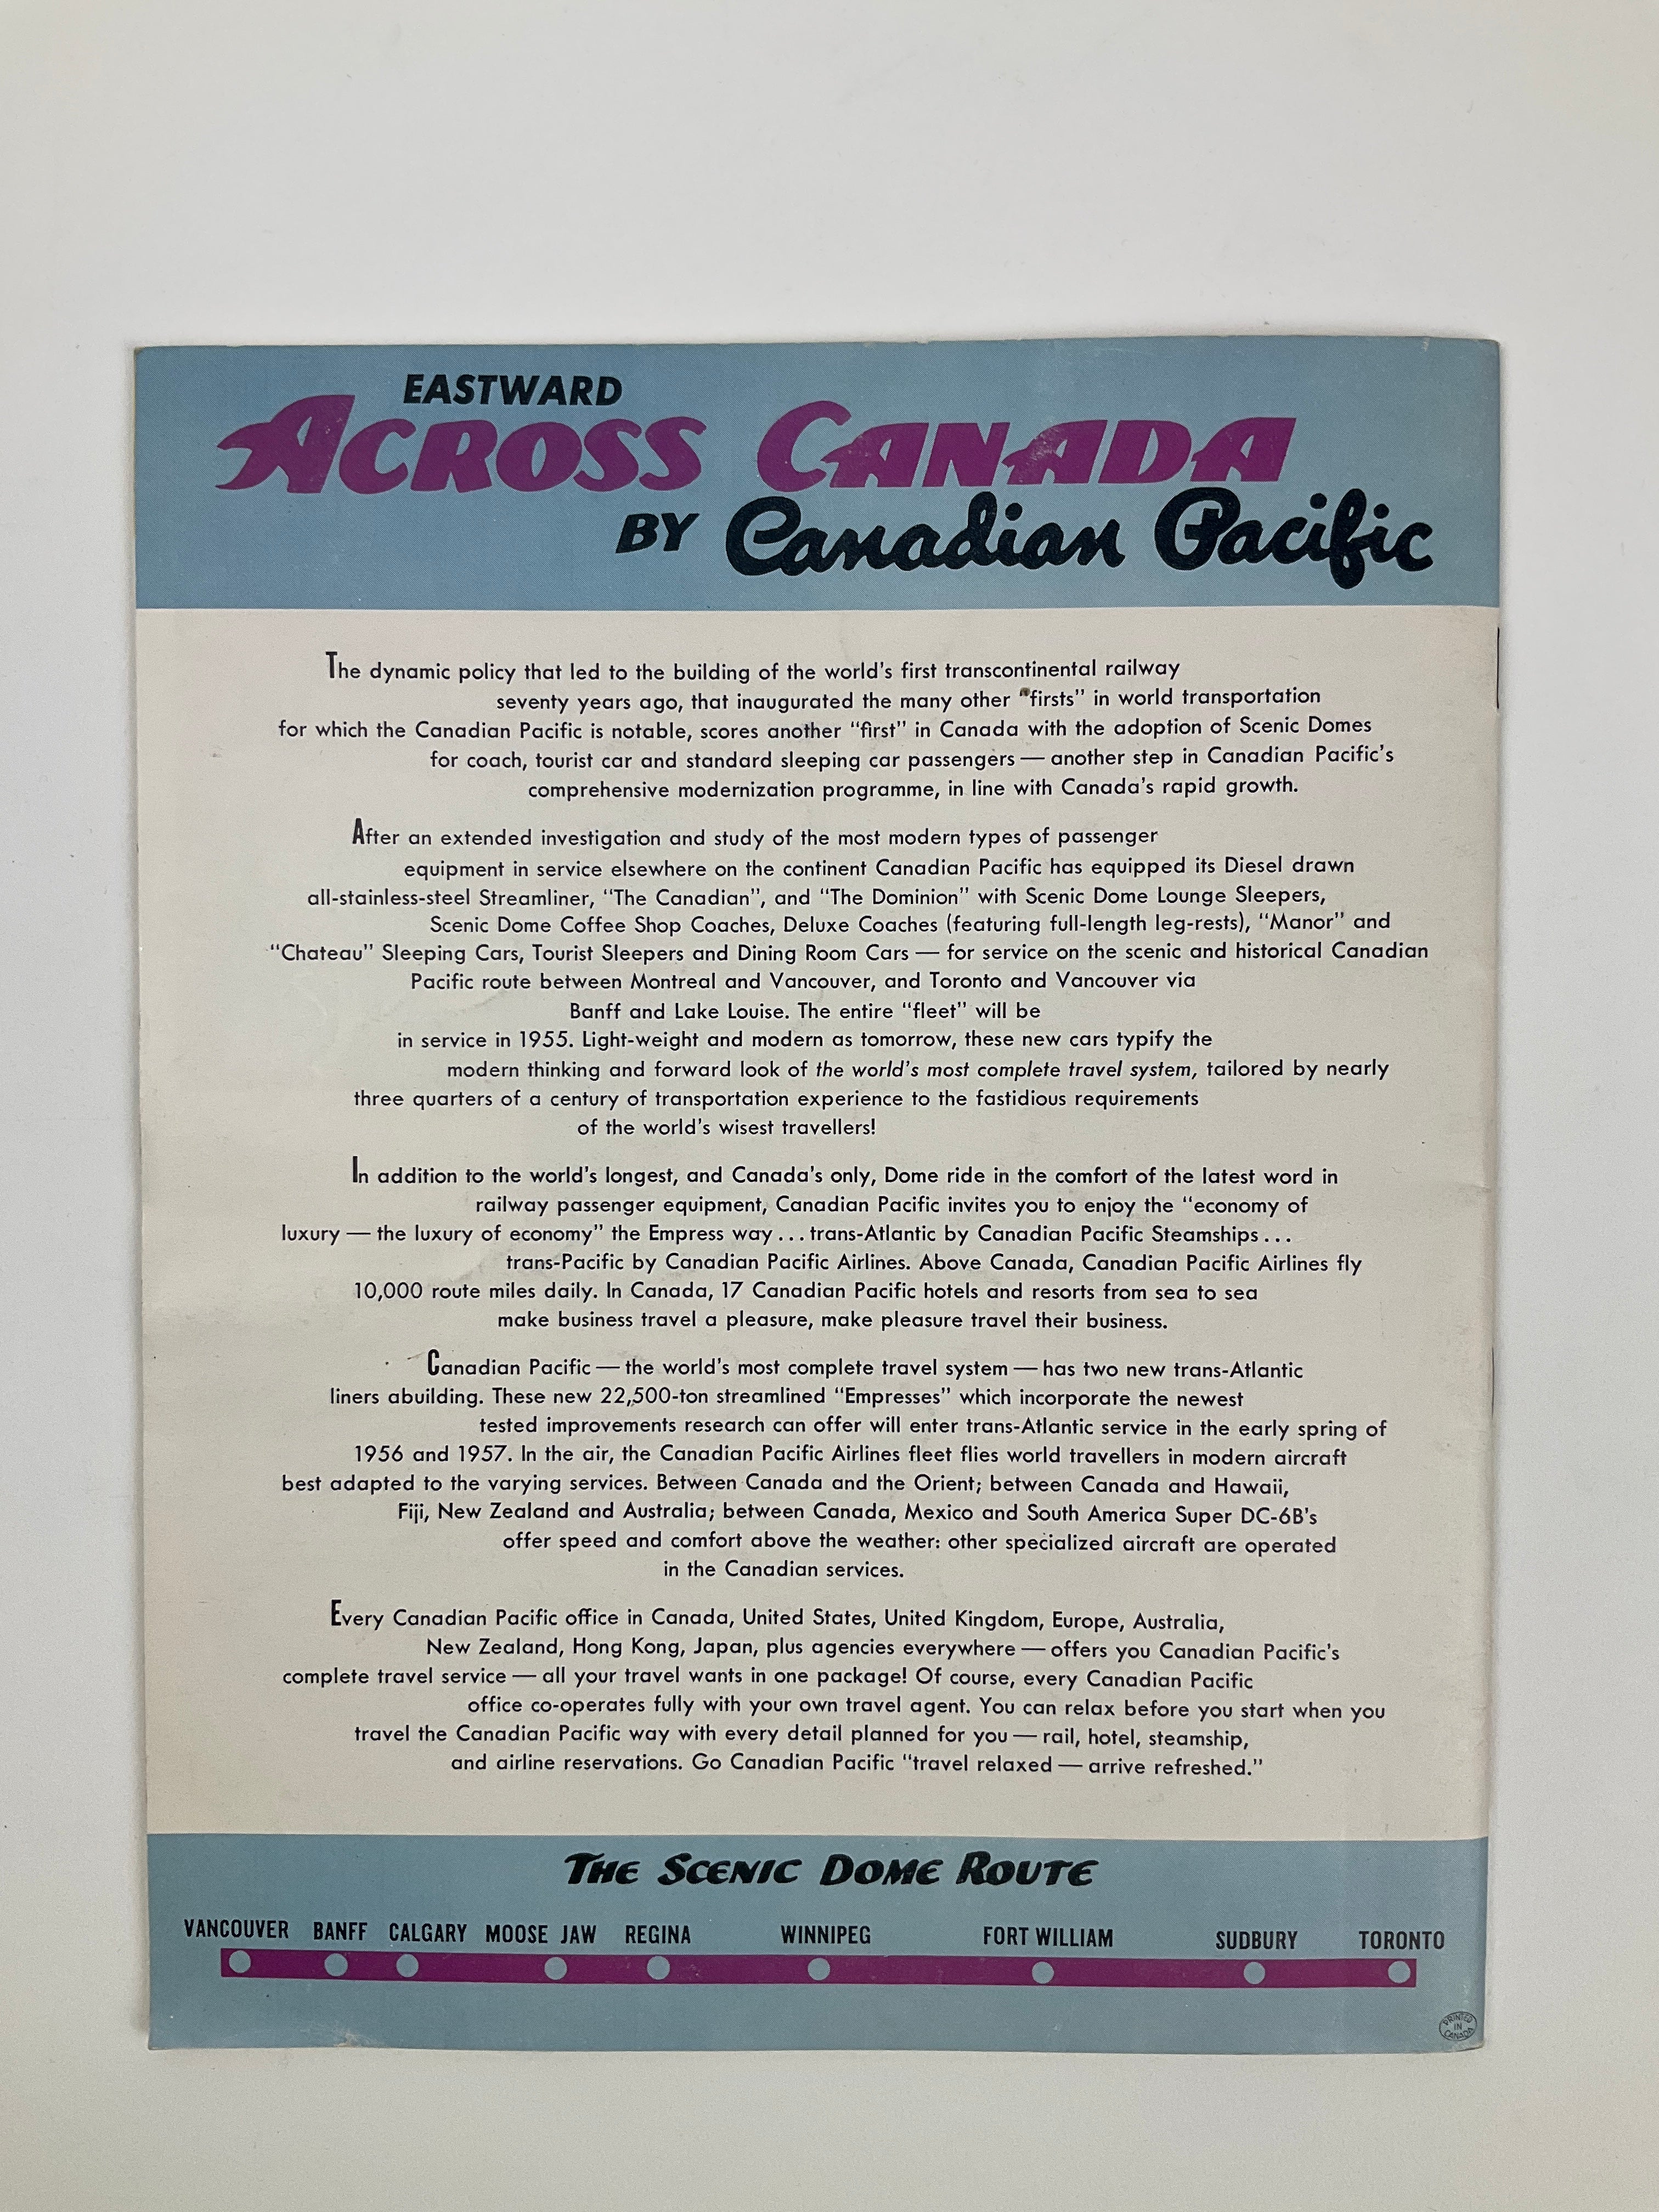 EASTWARD
ACROSS CANADA
BY Canadian Pacific
The dynamic policy that led to the building of the world's first transcontinental railway
seventy years ago, that inaugurated the many other "firsts" in world transportation
for which the Canadian Pacific is notable, scores another "first" in Canada with the adoption of Scenic Domes
for coach, tourist car and standard sleeping car passengers — another step in Canadian Pacific's
comprehensive modernization programme, in line with Canada's rapid growth.
After an extended investigation and study of the most modern types of passenger
equipment in service elsewhere on the continent Canadian Pacific has equipped its Diesel drawn
all-stainless-steel Streamliner, "The Canadian", and "The Dominion" with Scenic Dome Lounge Sleepers,
Scenic Dome Coffee Shop Coaches, Deluxe Coaches (featuring full-length leg-rests), "Manor" and
"Chateau" Sleeping Cars, Tourist Sleepers and Dining Room Cars — for service on the scenic and historical Canadian
Pacific route between Montreal and Vancouver, and Toronto and Vancouver via
Banff and Lake Louise. The entire "fleet" will be
in service in 1955. Light-weight and modern as tomorrow, these new cars typify the
modern thinking and forward look of the world's most complete travel system, tailored by nearly
three quarters of a century of transportation experience to the fastidious requirements
of the world's wisest travellers!
In addition to the world's longest, and Canada's only, Dome ride in the comfort of the latest word in
railway passenger equipment, Canadian Pacific invites you to enjoy the "economy of
luxury — the luxury of economy" the Empress way . . . trans-Atlantic by Canadian Pacific Steamships . . .
trans-Pacific by Canadian Pacific Airlines. Above Canada, Canadian Pacific Airlines fly
10,000 route miles daily. In Canada, 17 Canadian Pacific hotels and resorts from sea to sea
make business travel a pleasure, make pleasure travel their business.
Canadian Pacific — the world's most complete travel system — has two new trans-Atlantic
liners abuilding. These new 22,500-ton streamlined "Empresses" which incorporate the newest
tested improvements research can offer will enter trans-Atlantic service in the early spring of
1956 and 1957. In the air, the Canadian Pacific Airlines fleet flies world travellers in modern aircraft
best adapted to the varying services. Between Canada and the Orient; between Canada and Hawaii,
Fiji, New Zealand and Australia; between Canada, Mexico and South America Super DC-6B's
offer speed and comfort above the weather: other specialized aircraft are operated
in the Canadian services.
Every Canadian Pacific office in Canada, United States, United Kingdom, Europe, Australia,
New Zealand, Hong Kong, Japan, plus agencies everywhere — offers you Canadian Pacific's
complete travel service — all your travel wants in one package! Of course, every Canadian Pacific
office co-operates fully with your own travel agent. You can relax before you start when you
travel the Canadian Pacific way with every detail planned for you — rail, hotel, steamship,
and airline reservations. Go Canadian Pacific "travel relaxed — arrive refreshed."
THE SCENIC DOME ROUTE
VANCOUVER BANFF CALGARY MOOSE JAW REGINA WINNIPEG FORT WILLIAM SUDBURY TORONTO
PRINTED
IN
CANADA